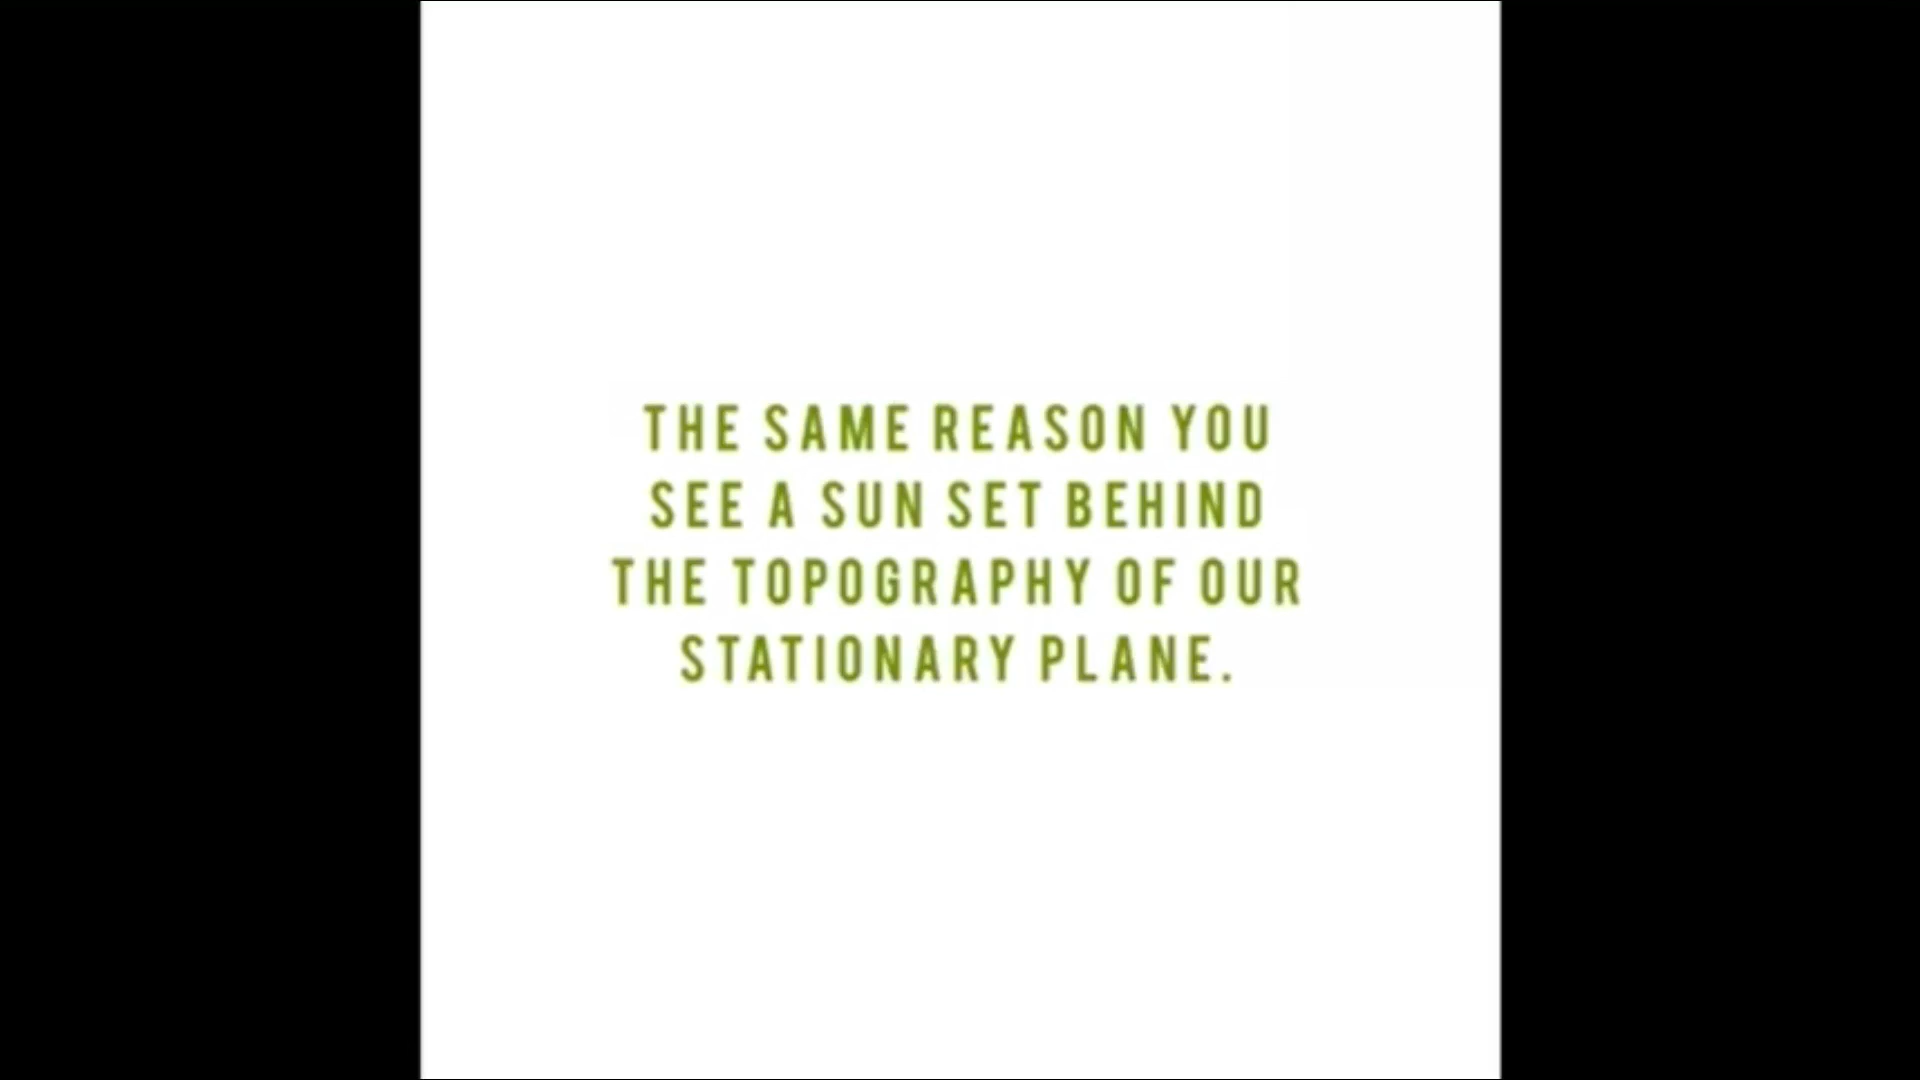 THE SAME REASON YOU
SEE A SUN SET BEHIND
THE TOPOGRAPHY OF OUR
STATIONARY PLANE.